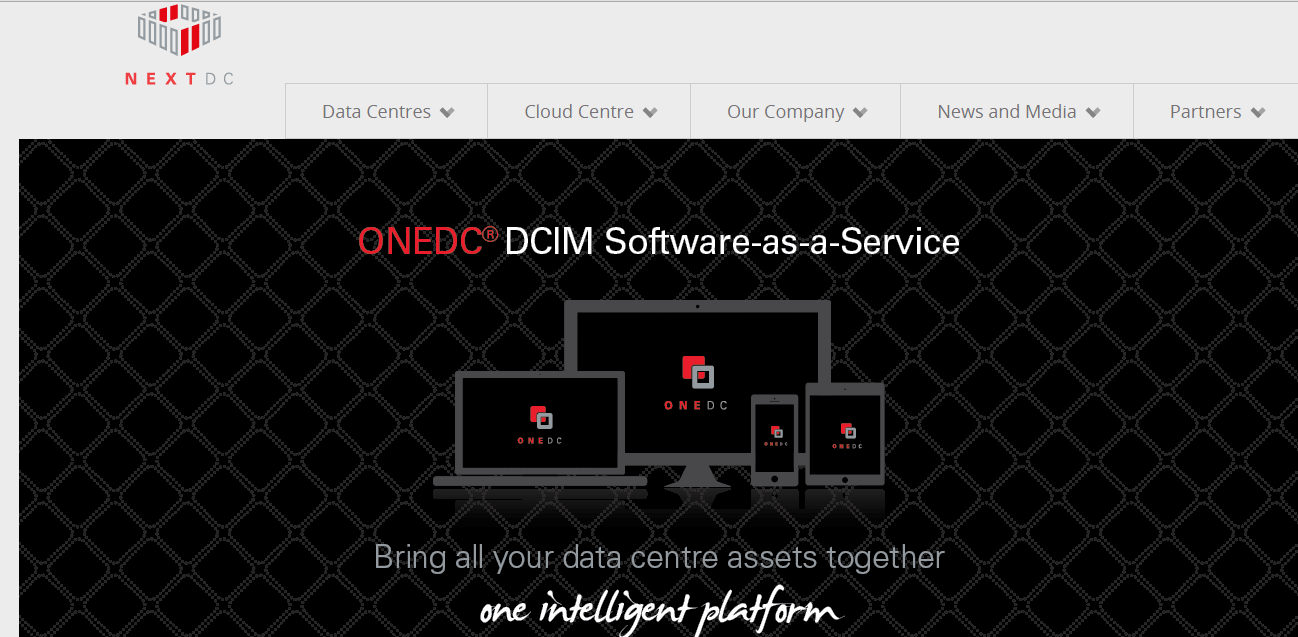 NEXTDC
Data Centres
Cloud Centre
Our Company
News and Media
Partners
ONEDC® DCIM Software-as-a-Service
ONEDC
ONEDC
ONEDC
ONEDC
Bring all your data centre assets together
one intelligent platform